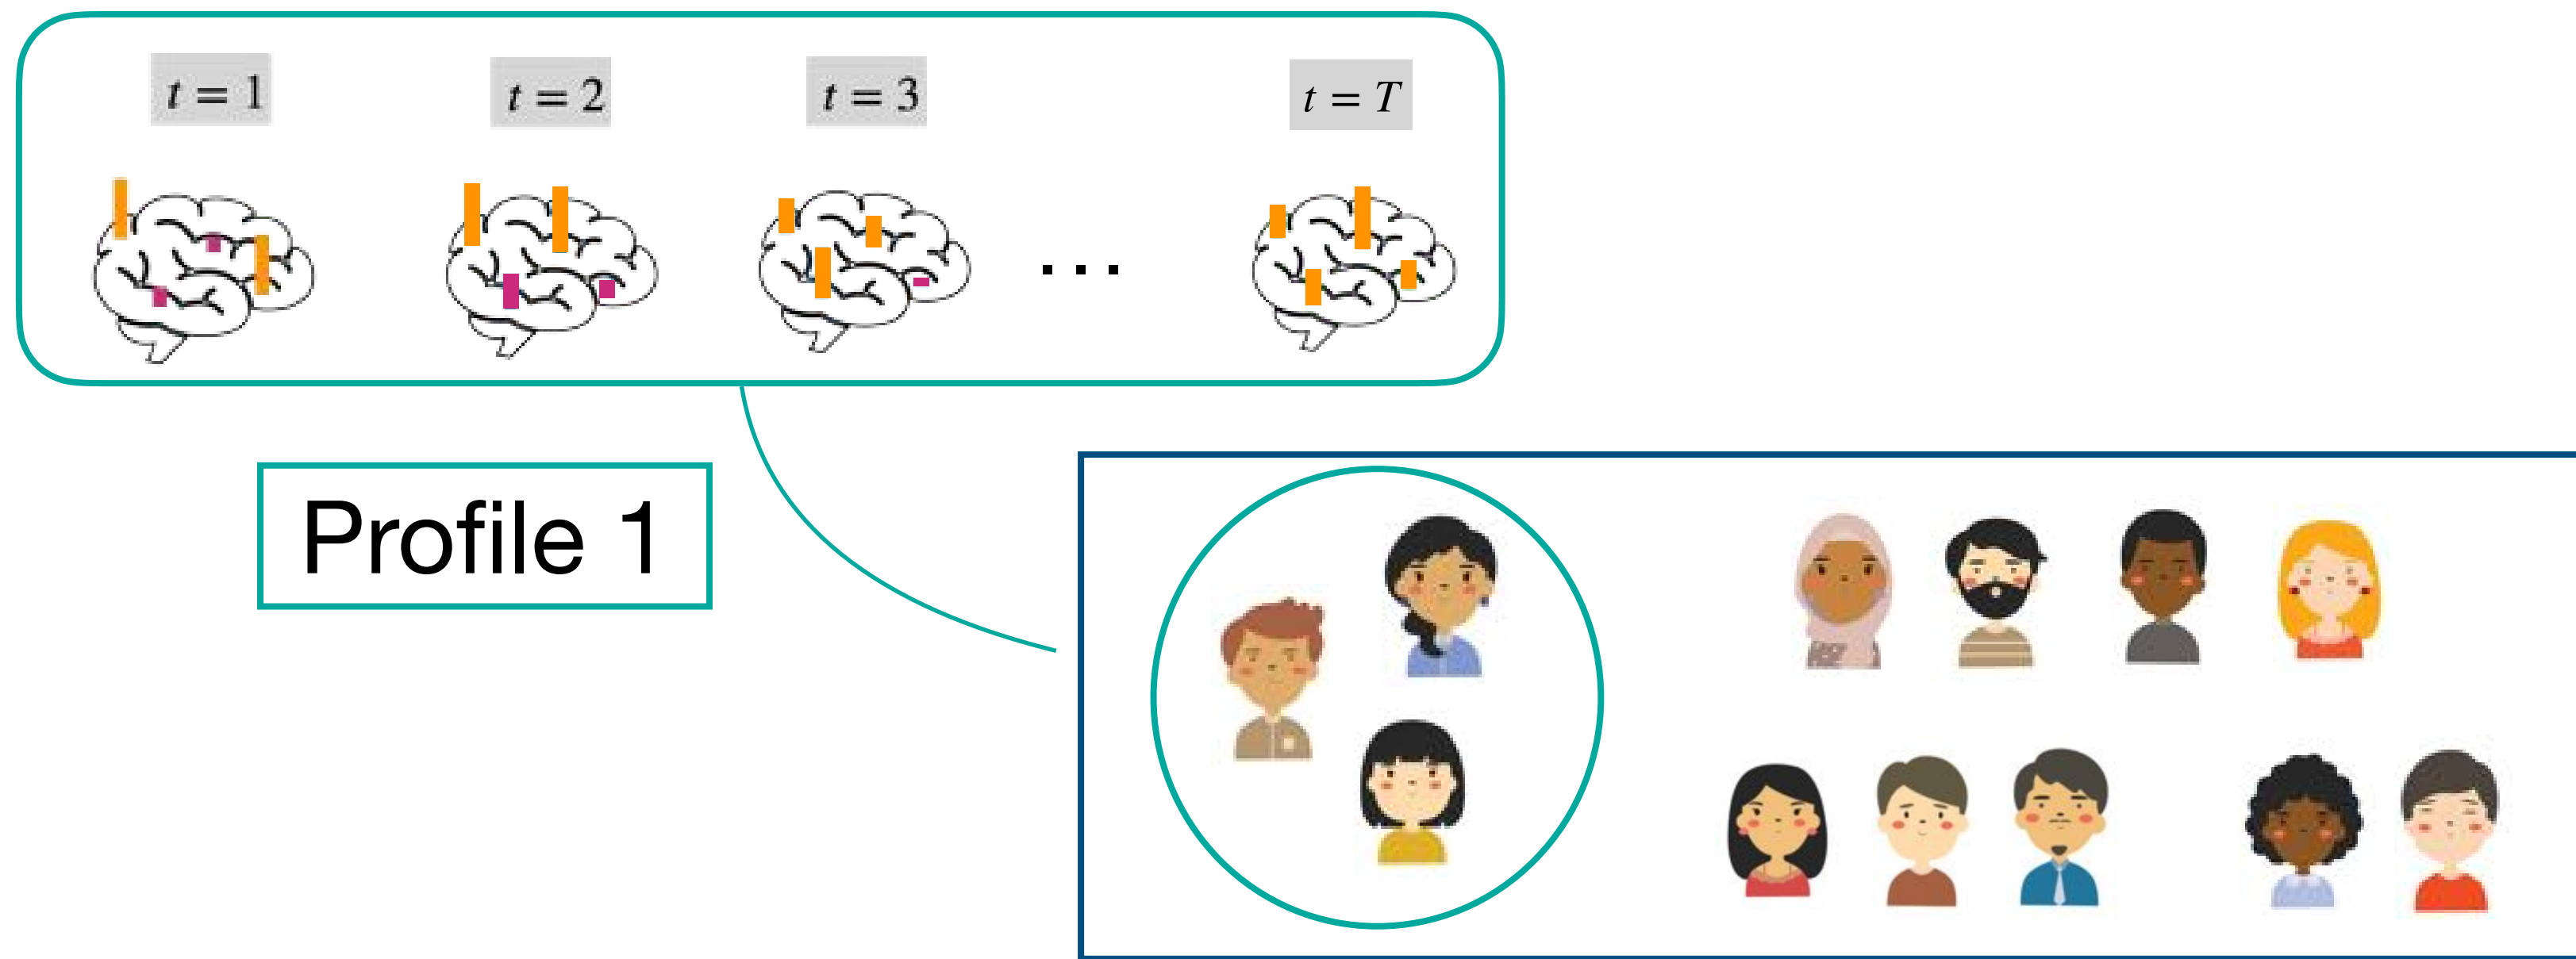 t = 1
t = 2
t = 3
t = T
. . .
Profile 1